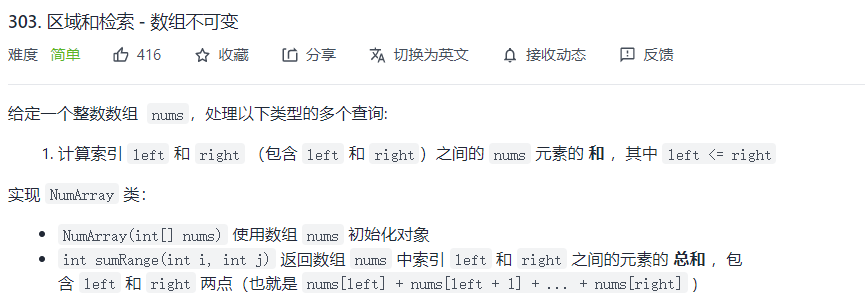 303. 区域和检索 - 数组不可变
难度 简单 416 收藏 分享 切换为英文 接收动态 反馈
给定一个整数数组 nums，处理以下类型的多个查询:
1. 计算索引 left 和 right （包含 left 和 right）之间的 nums 元素的 和 ，其中 left <= right
实现 NumArray 类：
• NumArray(int[] nums) 使用数组 nums 初始化对象
• int sumRange(int i, int j) 返回数组 nums 中索引 left 和 right 之间的元素的 总和 ，包
含 left 和 right 两点（也就是 nums[left] + nums[left + 1] + ... + nums[right] )